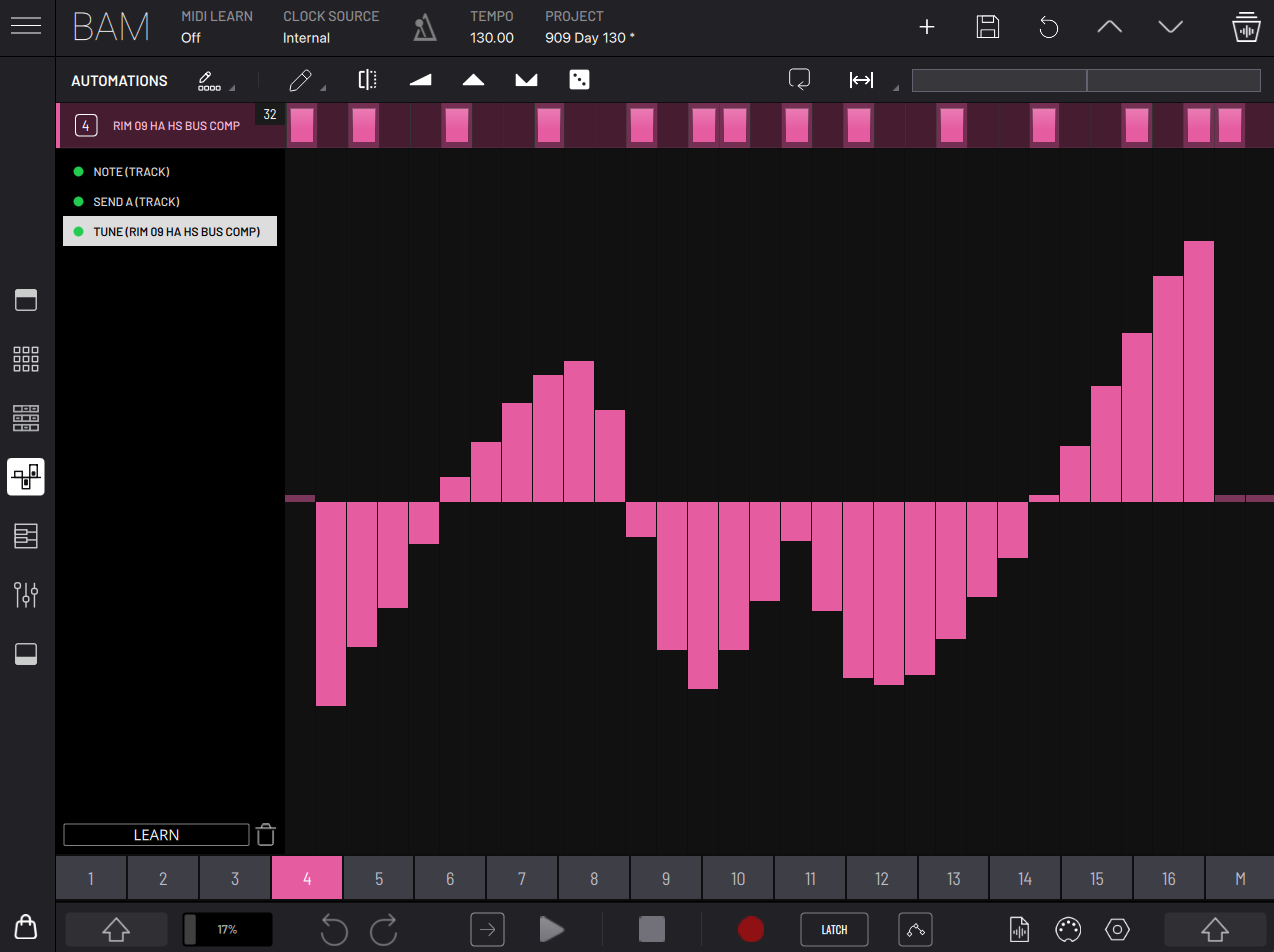 BAM
MIDI LEARN CLOCK SOURCE TEMPO PROJECT
Off Internal 130.00 909 Day 130 *
AUTOMATIONS
4 RIM 09 HA HS BUS COMP 32
NOTE (TRACK)
SEND A (TRACK)
TUNE (RIM 09 HA HS BUS COMP)
LEARN
1 2 3 4 5 6 7 8 9 10 11 12 13 14 15 16 M
17% LATCH